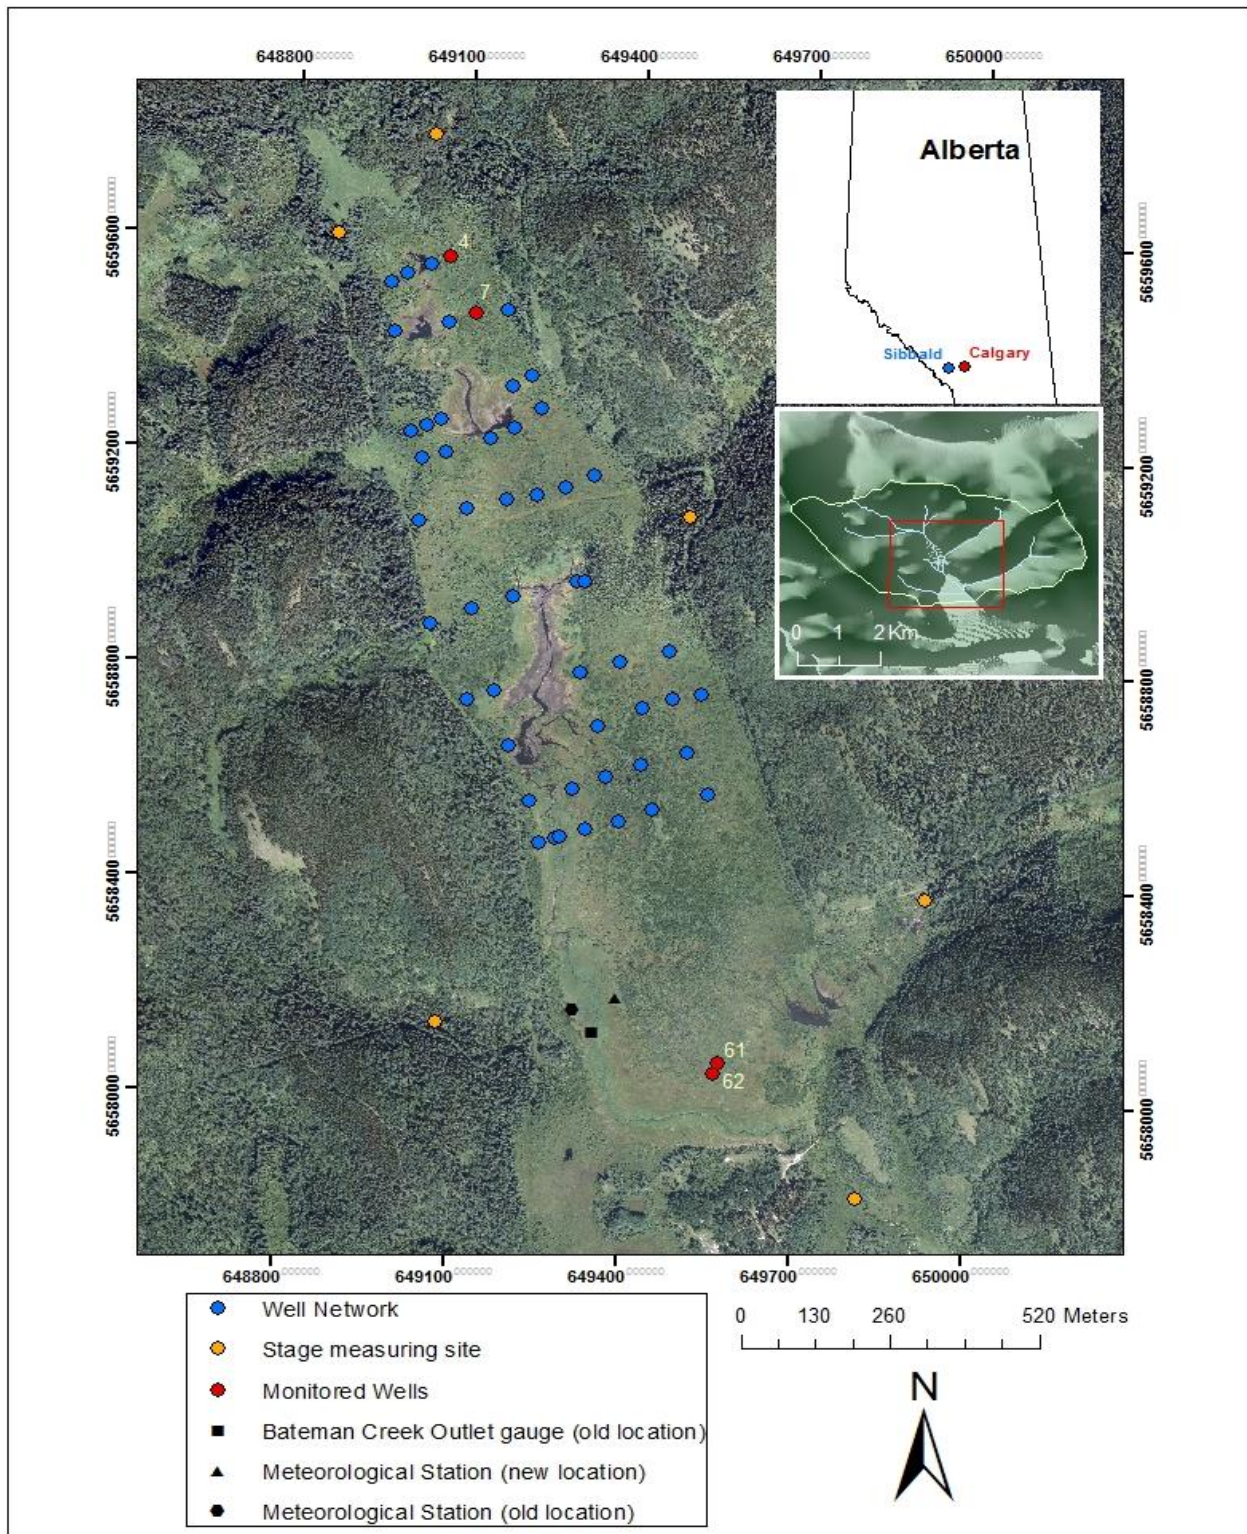 648800 649100 649400 649700 650000
Alberta
Sibbald Calgary
5659600
5659200
5658800
5658400
5658000
5659600
5659200
5658800
5658400
5658000
4
7
0 1 2 Km
61
62
648800 649100 649400 649700 650000
Well Network
Stage measuring site
Monitored Wells
Bateman Creek Outlet gauge (old location)
Meteorological Station (new location)
Meteorological Station (old location)
0 130 260 520 Meters
N